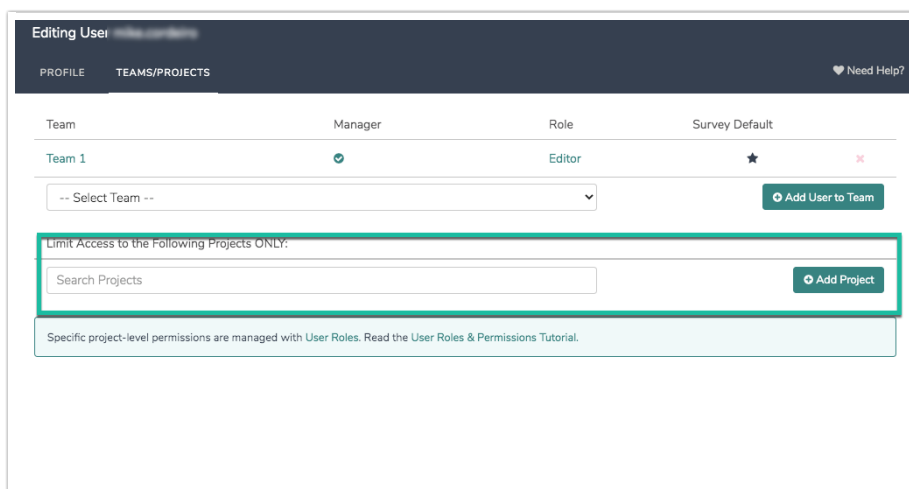 Editing User
PROFILE TEAMS/PROJECTS Need Help?
Team Manager Role Survey Default
Team 1 Editor
-- Select Team -- Add User to Team
Limit Access to the Following Projects ONLY:
Search Projects Add Project
Specific project-level permissions are managed with User Roles. Read the User Roles & Permissions Tutorial.